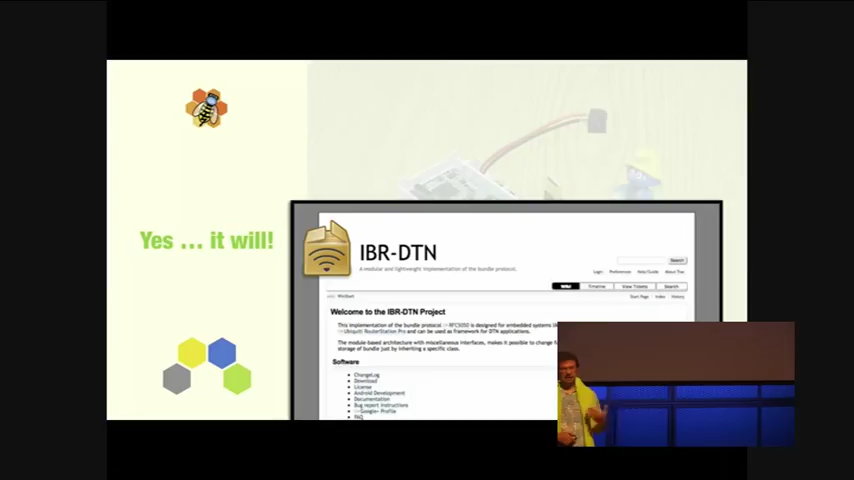 Yes ... it will!
IBR-DTN
A modular and lightweight implementation of the bundle protocol.
Search
Login Preferences Help/Guide About Trac
Wiki Timeline View Tickets Search
Start Page Index History
Welcome to the IBR-DTN Project
This implementation of the bundle protocol RFC5050 is designed for embedded systems
Ubiquiti RouterStation Pro and can be used as framework for DTN applications.
The module-based architecture with miscellaneous interfaces, makes it possible to change
storage of bundle just by inheriting a specific class.
Software
ChangeLog
Download
License
Android Development
Documentation
Bug report instructions
Google+ Profile
FAQ